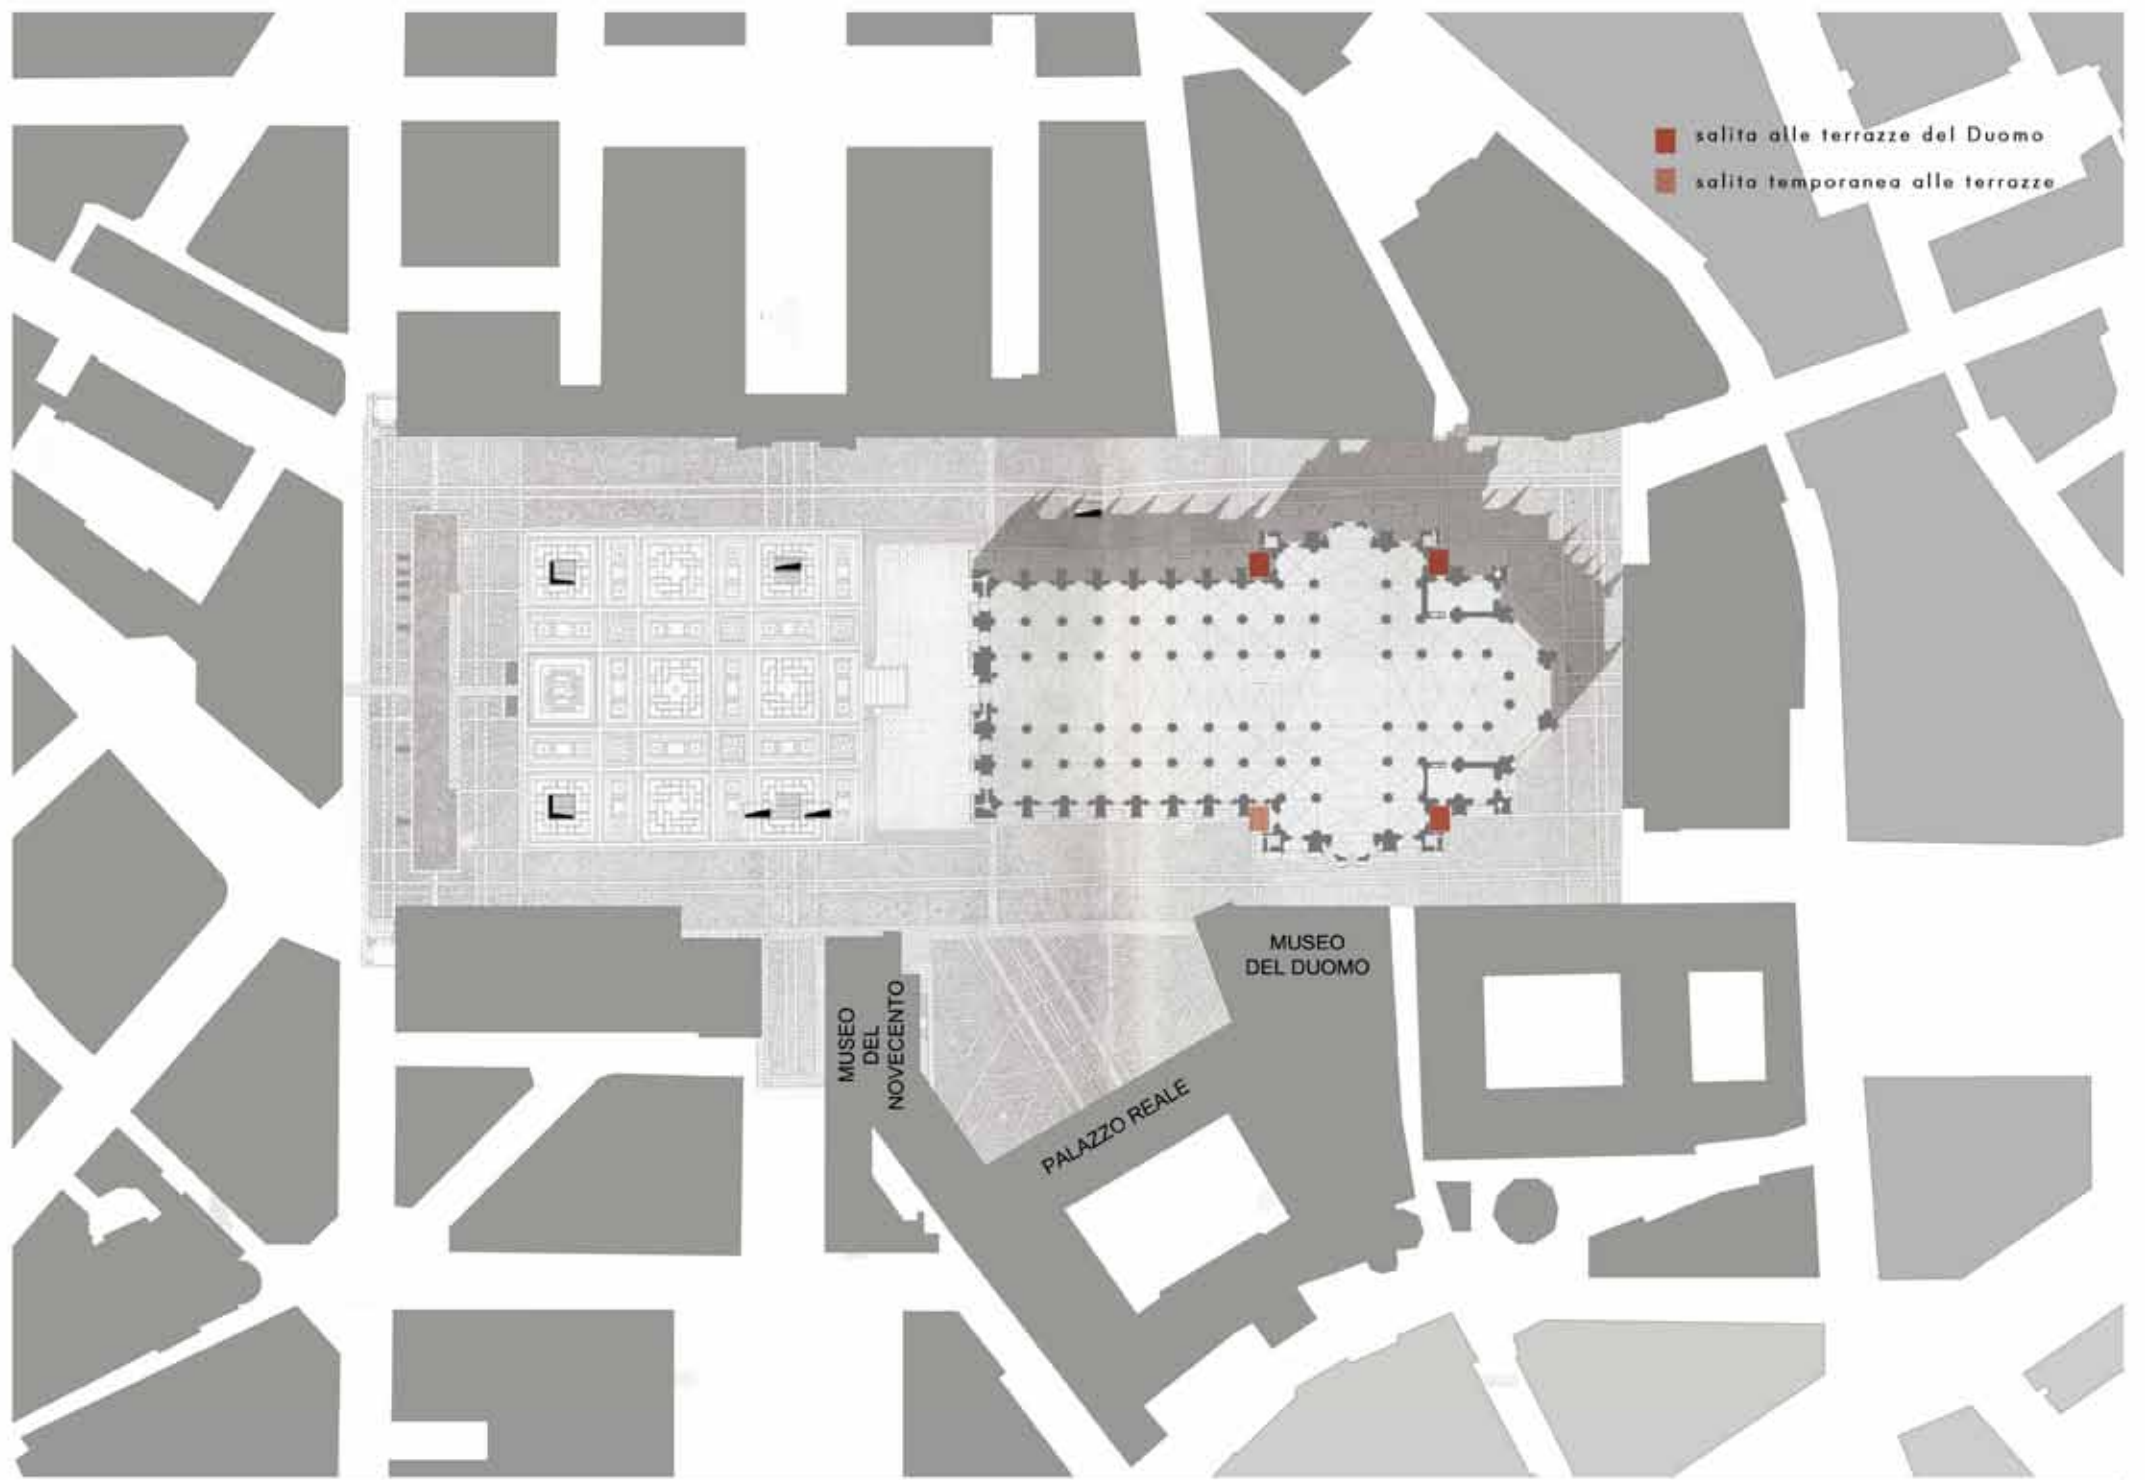 salita alle terrazze del Duomo
salita temporanea alle terrazze
MUSEO
DEL DUOMO
MUSEO
DEL
NOVECENTO
PALAZZO REALE